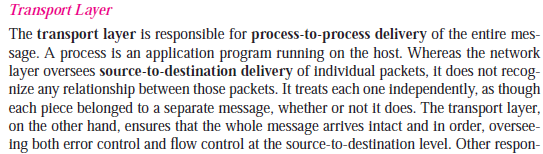 Transport Layer
The transport layer is responsible for process-to-process delivery of the entire mes-
sage. A process is an application program running on the host. Whereas the network
layer oversees source-to-destination delivery of individual packets, it does not recog-
nize any relationship between those packets. It treats each one independently, as though
each piece belonged to a separate message, whether or not it does. The transport layer,
on the other hand, ensures that the whole message arrives intact and in order, oversee-
ing both error control and flow control at the source-to-destination level. Other respon-